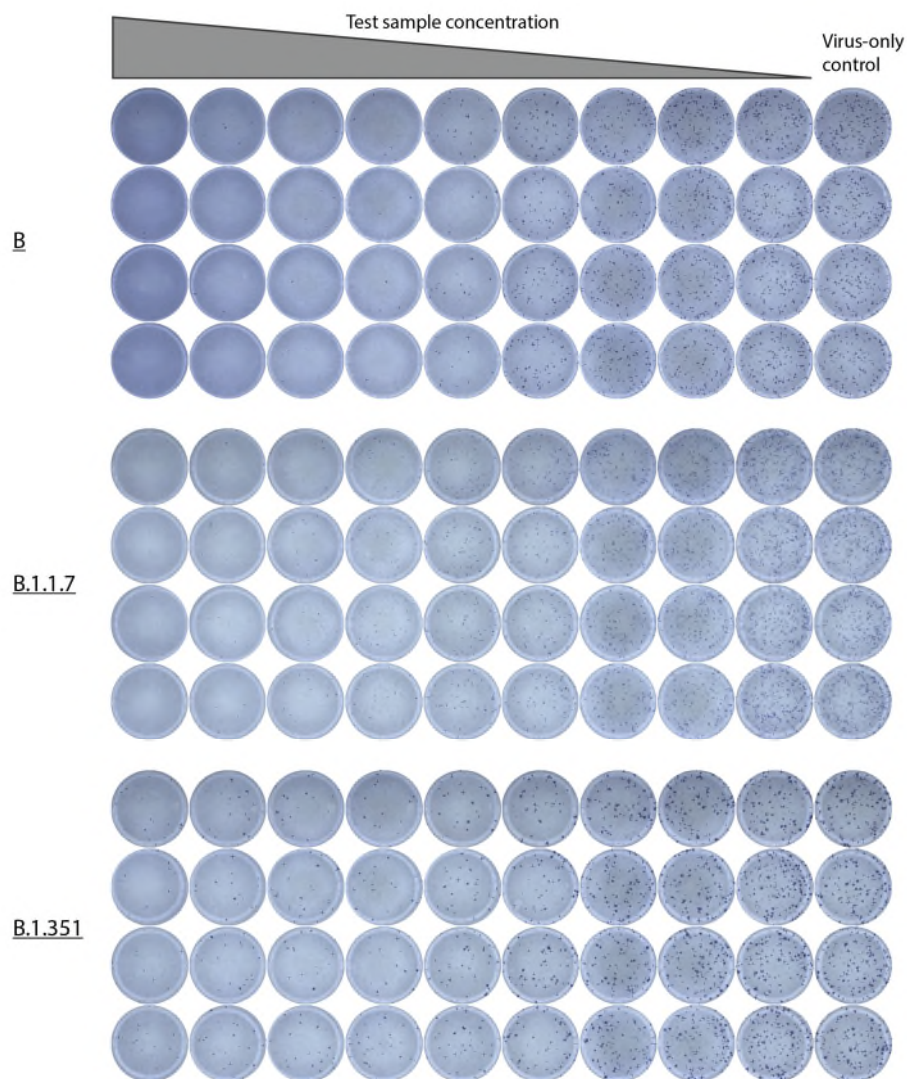 Test sample concentration
Virus-only
control
B
B.1.1.7
B.1.351